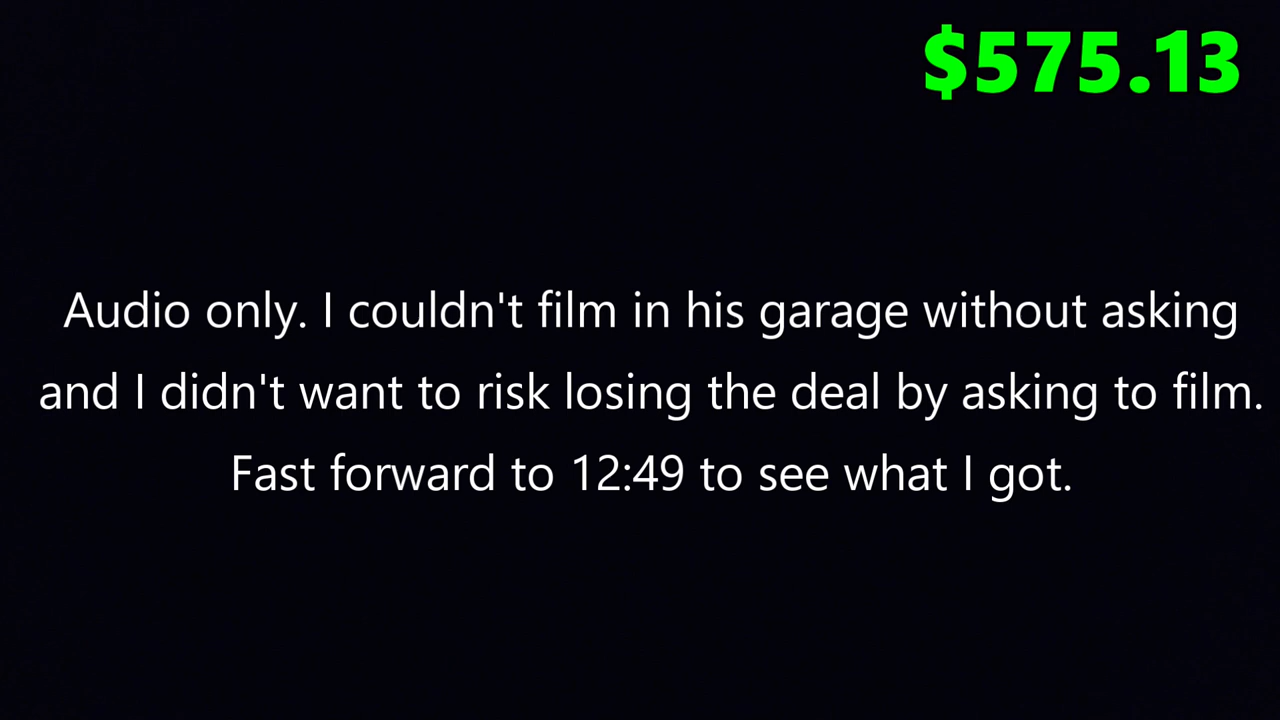 $575.13
Audio only. I couldn't film in his garage without asking
and I didn't want to risk losing the deal by asking to film.
Fast forward to 12:49 to see what I got.